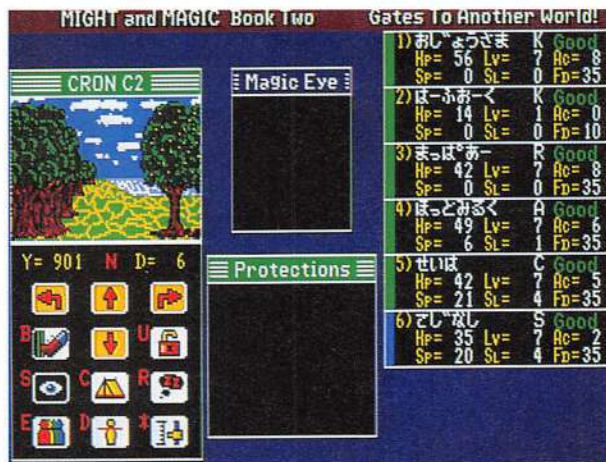 MIGHT and MAGIC Book Two Gates To Another World!
CRON C2
Magic Eye
Y= 901 N D= 6
B
U
S
C
R
E
D
Protections
1) おじょうさま K Good
HP= 56 LV= 7 AC= 8
SP= 0 SL= 0 FD=35
2) はーふおーく K Good
HP= 14 LV= 1 AC= 0
SP= 0 SL= 0 FD=10
3) まっぱあー R Good
HP= 42 LV= 7 AC= 8
SP= 0 SL= 0 FD=35
4) ほっとみるく A Good
HP= 49 LV= 7 AC= 6
SP= 6 SL= 1 FD=35
5) せいは C Good
HP= 42 LV= 7 AC= 5
SP= 21 SL= 4 FD=35
6) さじなし S Good
HP= 35 LV= 7 AC= 2
SP= 20 SL= 4 FD=35